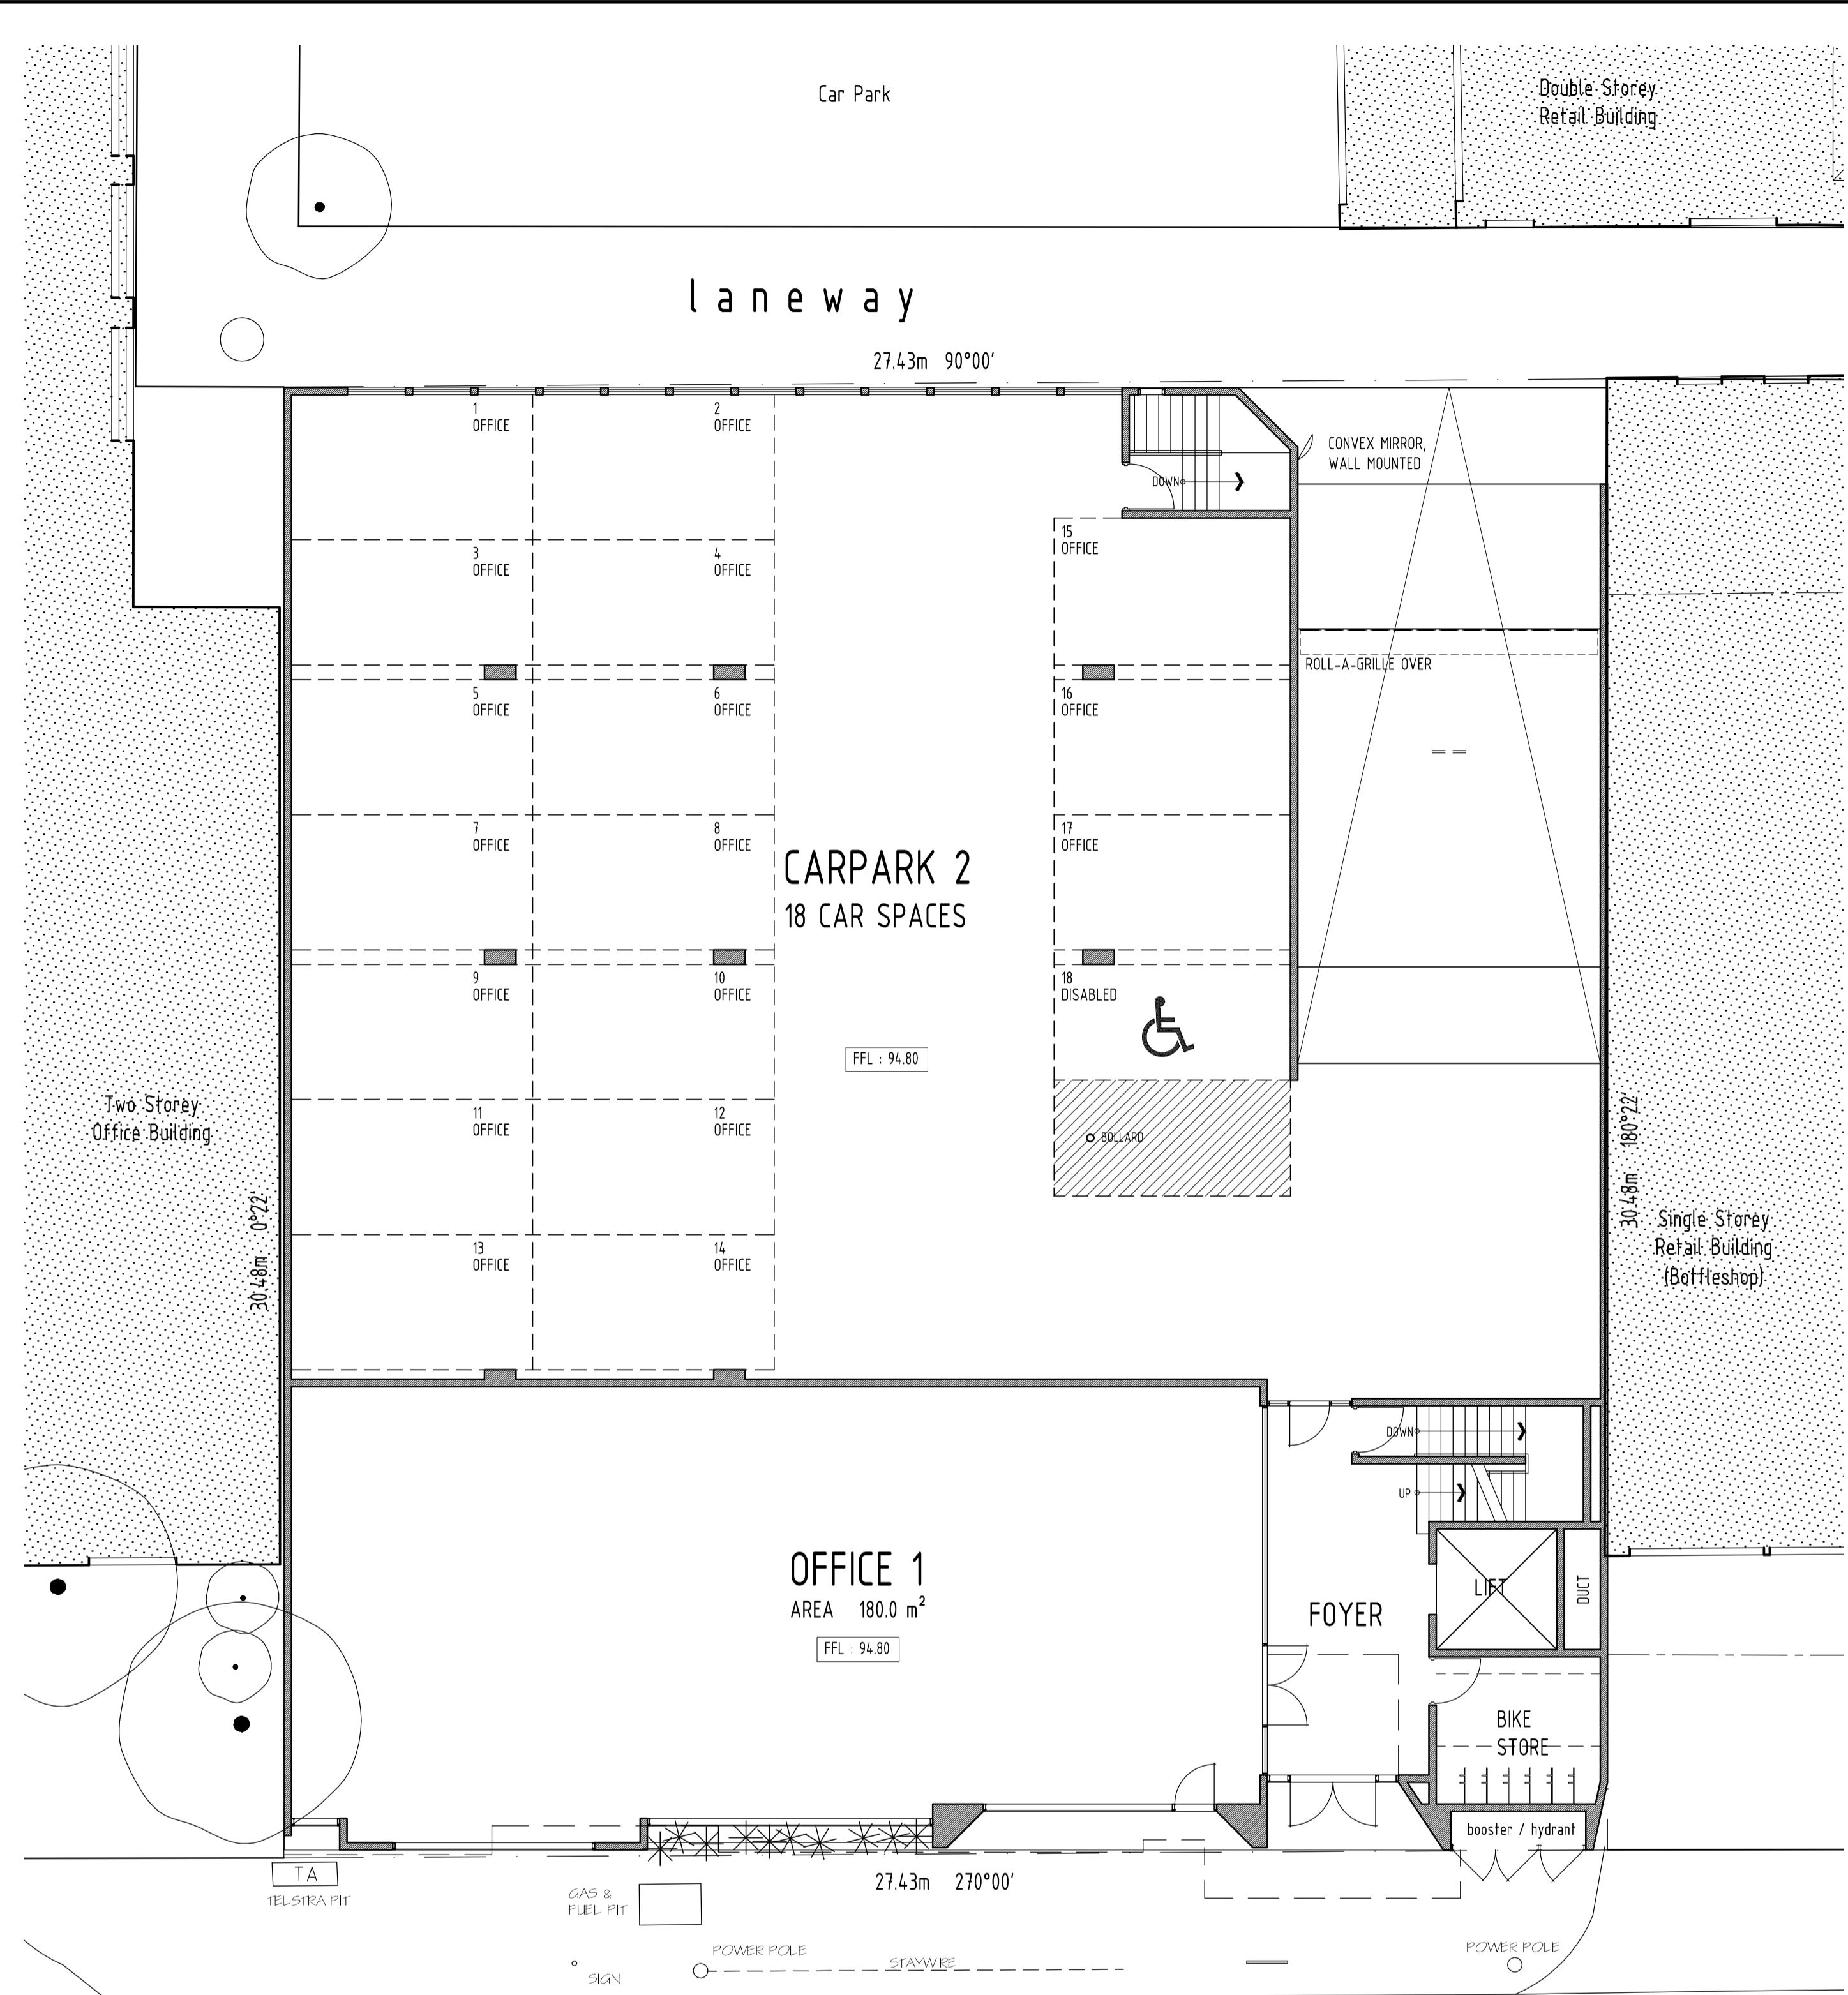 Car Park
Double Storey
Retail Building
laneway
27.43m 90°00'
1
OFFICE
2
OFFICE
CONVEX MIRROR,
WALL MOUNTED
DOWN
15
OFFICE
3
OFFICE
4
OFFICE
ROLL-A-GRILLE OVER
5
OFFICE
6
OFFICE
16
OFFICE
7
OFFICE
8
OFFICE
17
OFFICE
CARPARK 2
18 CAR SPACES
9
OFFICE
10
OFFICE
18
DISABLED
FFL : 94.80
Two Storey
Office Building
11
OFFICE
12
OFFICE
BOLLARD
30.48m 180°22'
30.48m 0°22'
Single Storey
Retail Building
(Bottleshop)
13
OFFICE
14
OFFICE
DOWN
UP
OFFICE 1
AREA 180.0 m²
FFL : 94.80
FOYER
LIFT
DUCT
BIKE
STORE
booster / hydrant
TA
TELSTRA PIT
27.43m 270°00'
GAS &
FUEL PIT
POWER POLE
STAYWIRE
SIGN
POWER POLE